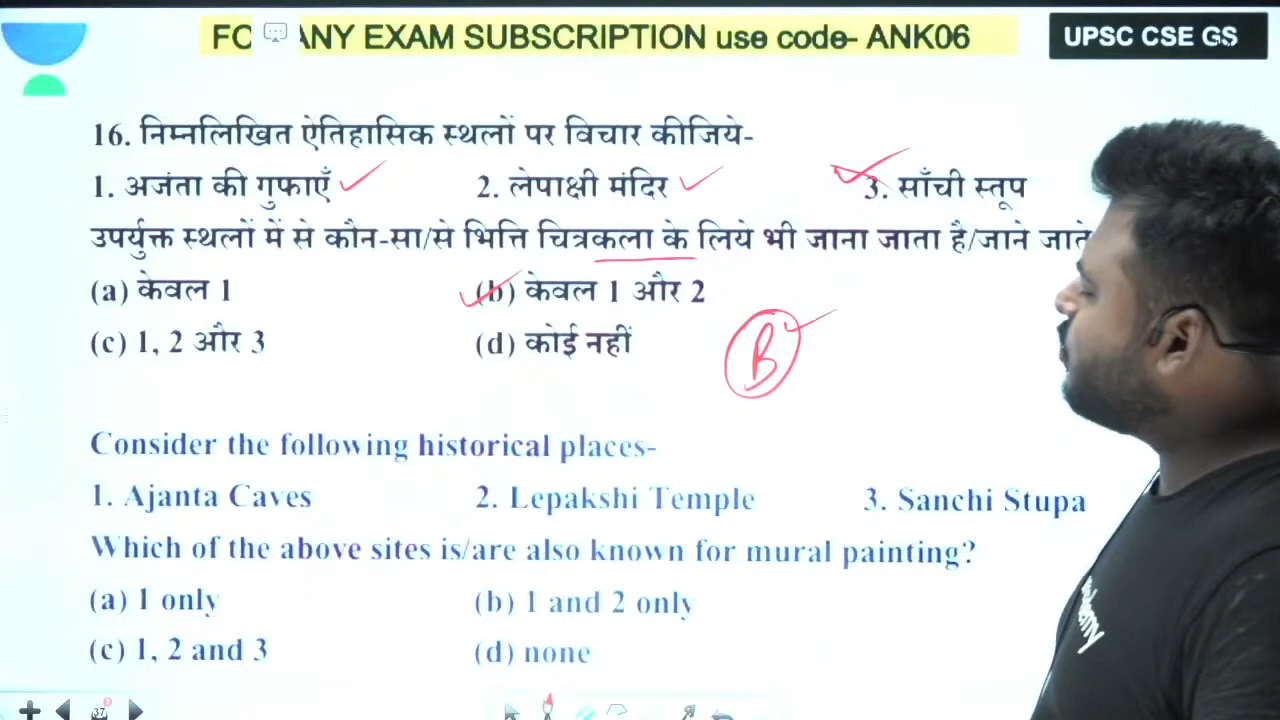 FO ANY EXAM SUBSCRIPTION use code- ANK06
UPSC CSE GS
16. निम्नलिखित ऐतिहासिक स्थलों पर विचार कीजिये-
1. अजंता की गुफाएँ 2. लेपाक्षी मंदिर 3. साँची स्तूप
उपर्युक्त स्थलों में से कौन-सा/से भित्ति चित्रकला के लिये भी जाना जाता है/जाने जाते
(a) केवल 1 (b) केवल 1 और 2
(c) 1, 2 और 3 (d) कोई नहीं
B
Consider the following historical places-
1. Ajanta Caves 2. Lepakshi Temple 3. Sanchi Stupa
Which of the above sites is/are also known for mural painting?
(a) 1 only (b) 1 and 2 only
(c) 1, 2 and 3 (d) none
37